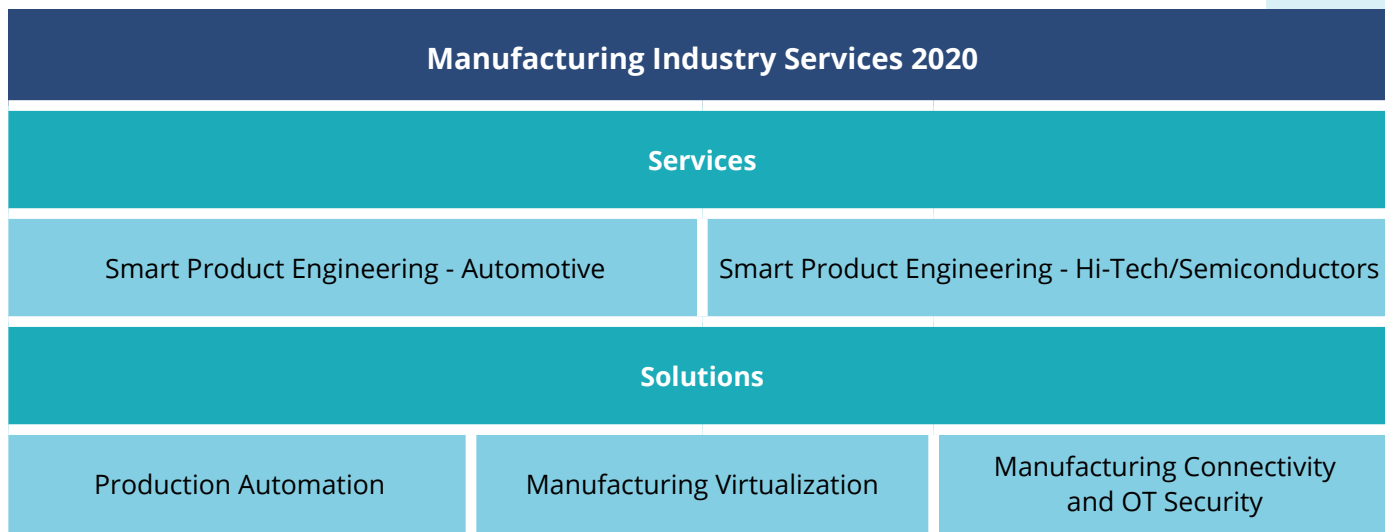 Manufacturing Industry Services 2020
Services
Smart Product Engineering - Automotive
Smart Product Engineering - Hi-Tech/Semiconductors
Solutions
Production Automation
Manufacturing Virtualization
Manufacturing Connectivity
and OT Security